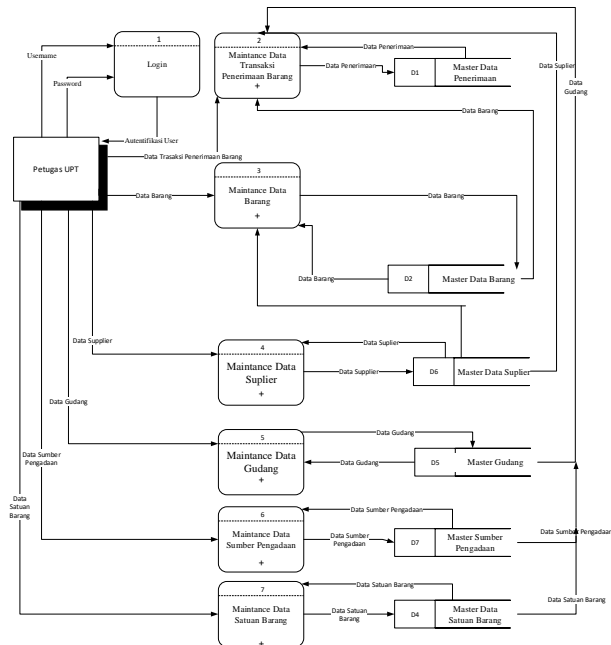 1
Login
Username
Password
Autentifikasi User
Petugas UPT
Data Trasaksi Penerimaan Barang
2
Maintance Data
Transaksi
Penerimaan Barang
+
Data Penerimaan
Data Penerimaan
D1
Master Data
Penerimaan
Data Suplier
Data
Gudang
Data Barang
3
Maintance Data
Barang
+
Data Barang
Data Barang
Data Barang
D2
Master Data Barang
Data Supplier
4
Maintance Data
Suplier
+
Data Suplier
Data Supplier
D6
Master Data Suplier
Data Gudang
5
Maintance Data
Gudang
+
Data Gudang
Data Gudang
D5
Master Gudang
Data Sumber
Pengadaan
6
Maintance Data
Sumber Pengadaan
+
Data Sumber Pengadaan
Data Sumber
Pengadaan
D7
Master Sumber
Pengadaan
Data Sumber Pengadaan
Data
Satuan
Barang
7
Maintance Data
Satuan Barang
+
Data Satuan Barang
Data Satuan
Barang
D4
Master Data
Satuan Barang
Data Satuan Barang